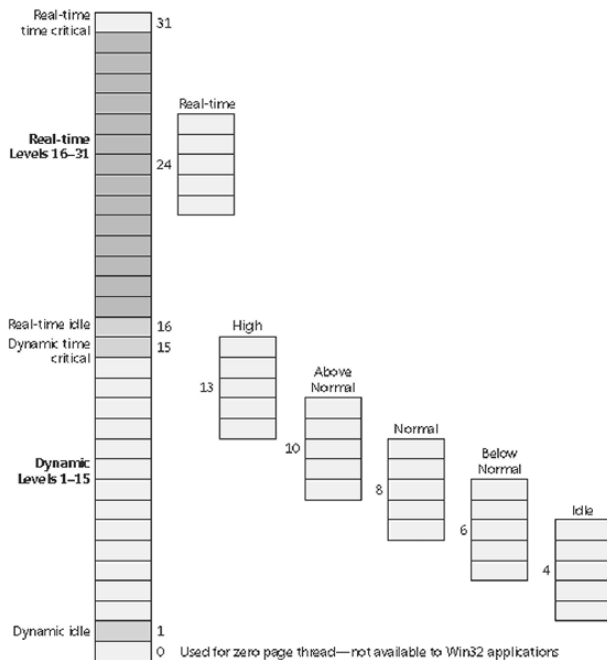 Real-time
time critical
31
Real-time
Real-time
Levels 16–31
24
Real-time idle
16
High
Dynamic time
critical
15
Above
Normal
13
Normal
10
Below
Normal
Dynamic
Levels 1–15
8
Idle
6
4
Dynamic idle
1
0 Used for zero page thread—not available to Win32 applications